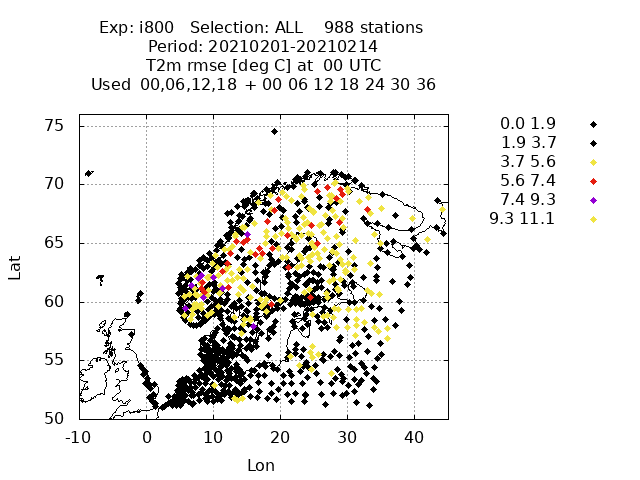 Exp: i800 Selection: ALL 988 stations
Period: 20210201-20210214
T2m rmse [deg C] at 00 UTC
Used 00,06,12,18 + 00 06 12 18 24 30 36
0.0 1.9
1.9 3.7
3.7 5.6
5.6 7.4
7.4 9.3
9.3 11.1
75
70
65
60
55
50
Lat
-10 0 10 20 30 40
Lon